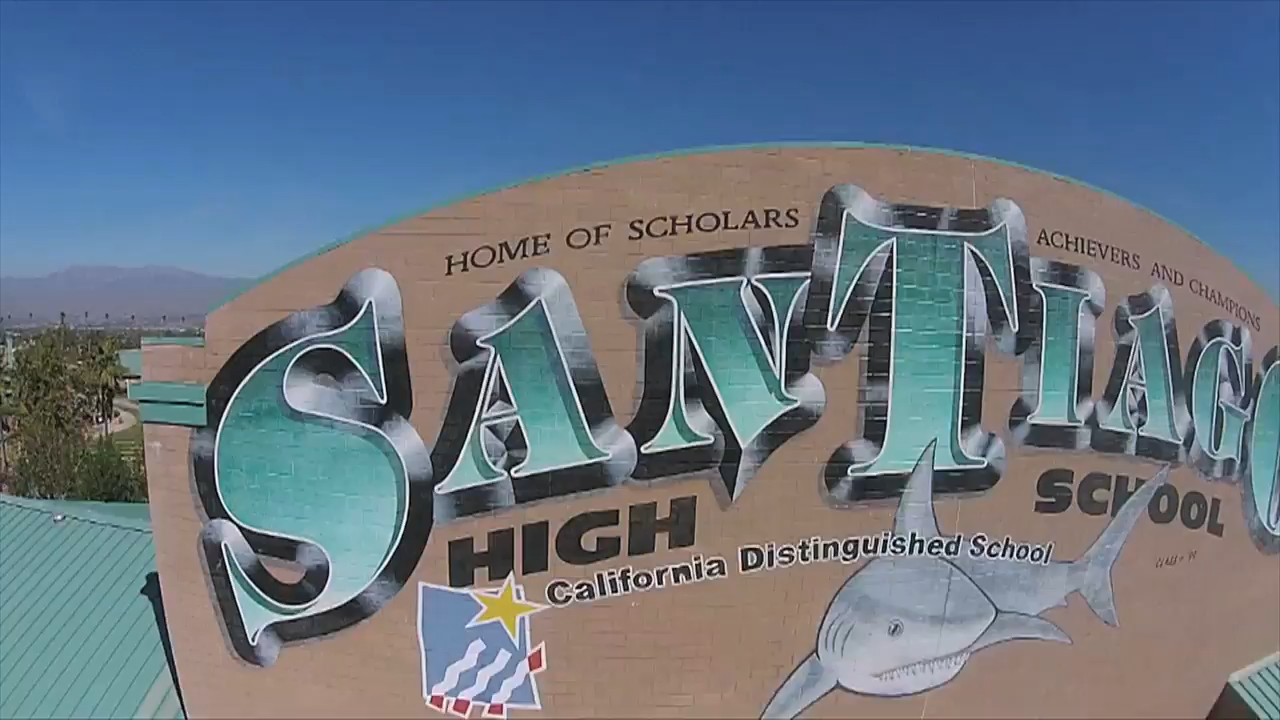 HOME OF SCHOLARS ACHIEVERS AND CHAMPIONS
SANTIAGO
HIGH SCHOOL
California Distinguished School